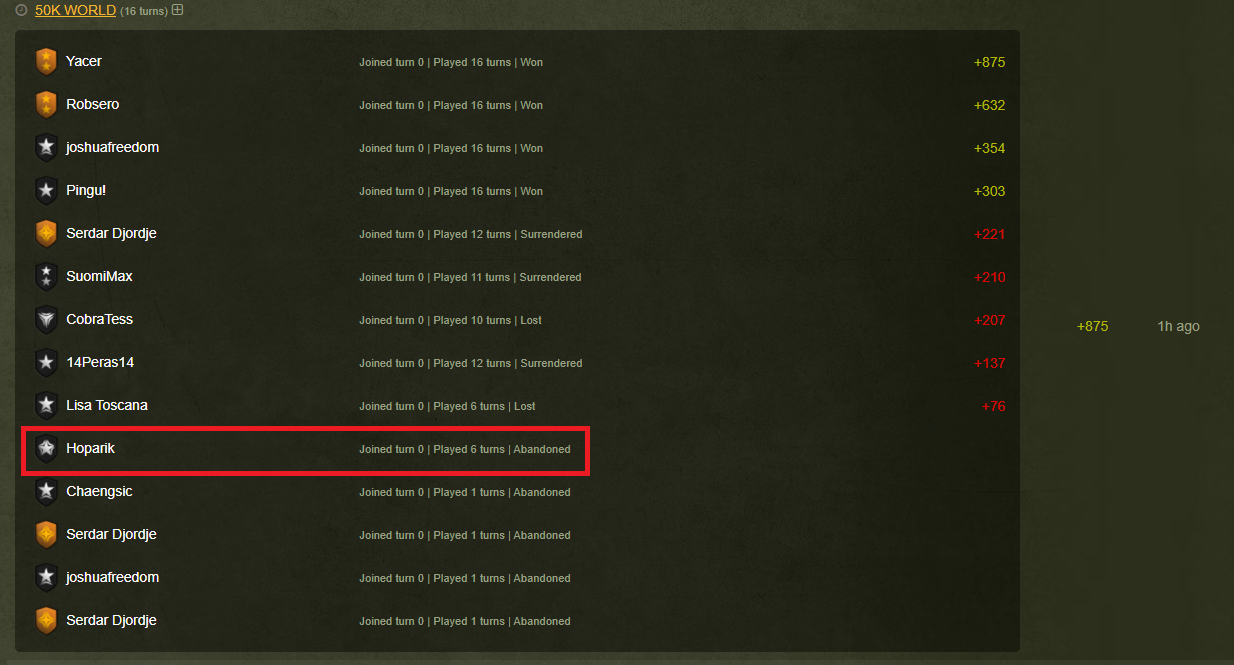 50K WORLD (16 turns)
Yacer Joined turn 0 | Played 16 turns | Won +875
Robsero Joined turn 0 | Played 16 turns | Won +632
joshuafreedom Joined turn 0 | Played 16 turns | Won +354
Pingu! Joined turn 0 | Played 16 turns | Won +303
Serdar Djordje Joined turn 0 | Played 12 turns | Surrendered +221
SuomiMax Joined turn 0 | Played 11 turns | Surrendered +210
CobraTess Joined turn 0 | Played 10 turns | Lost +207
+875 1h ago
14Peras14 Joined turn 0 | Played 12 turns | Surrendered +137
Lisa Toscana Joined turn 0 | Played 6 turns | Lost +76
Hoparik Joined turn 0 | Played 6 turns | Abandoned
Chaengsic Joined turn 0 | Played 1 turns | Abandoned
Serdar Djordje Joined turn 0 | Played 1 turns | Abandoned
joshuafreedom Joined turn 0 | Played 1 turns | Abandoned
Serdar Djordje Joined turn 0 | Played 1 turns | Abandoned